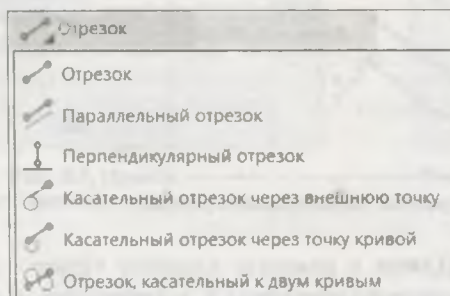 Отрезок
Отрезок
Параллельный отрезок
Перпендикулярный отрезок
Касательный отрезок через внешнюю точку
Касательный отрезок через точку кривой
Отрезок, касательный к двум кривым